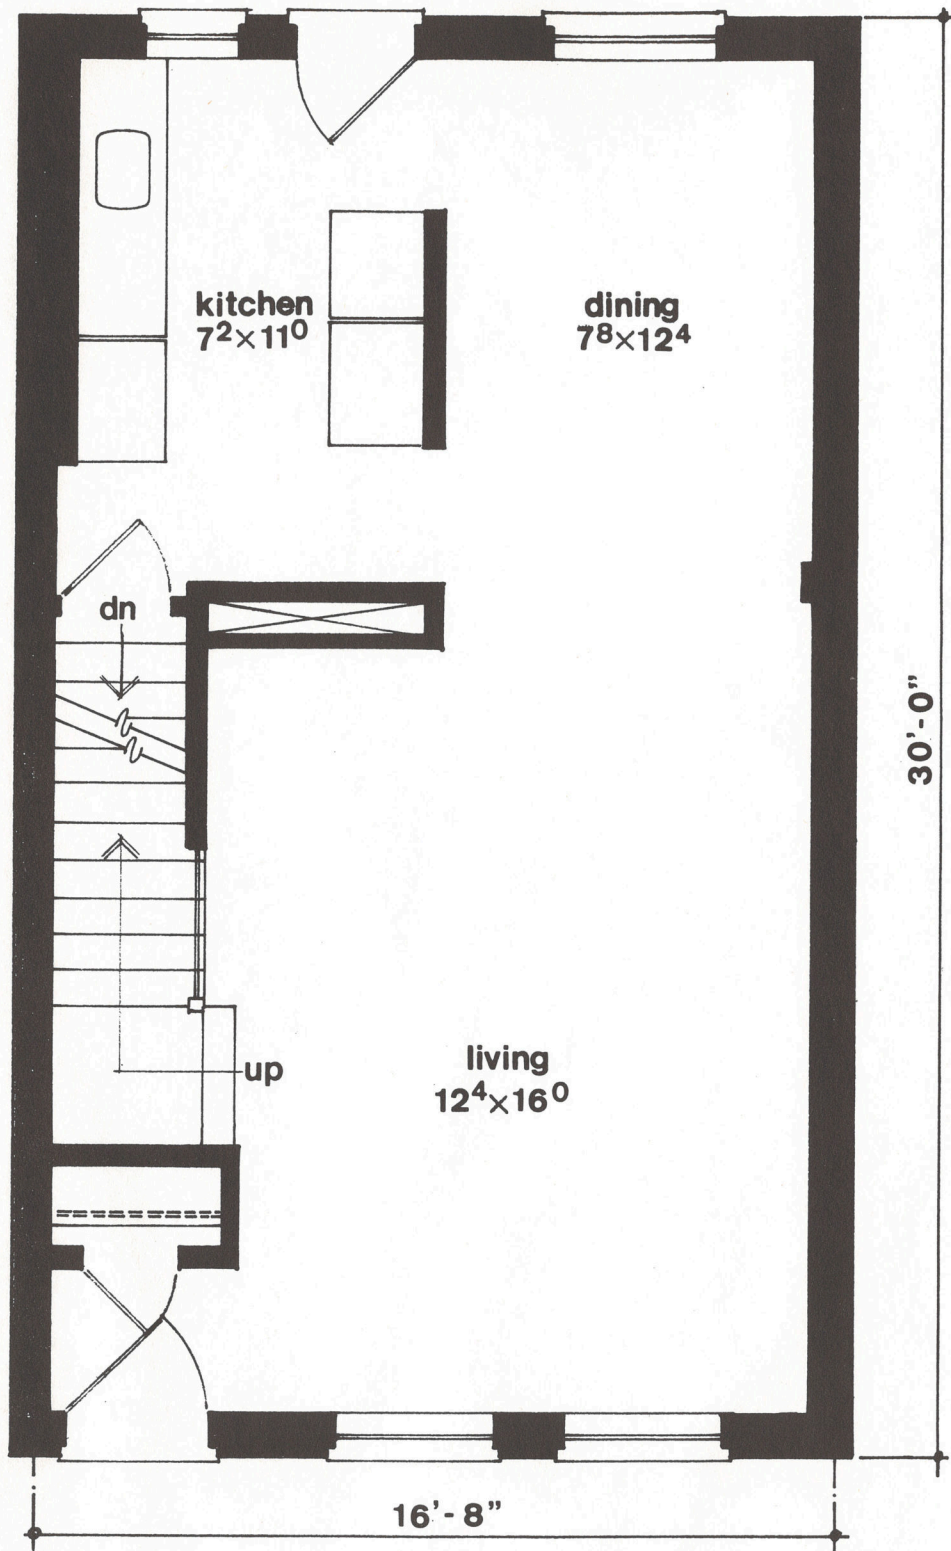 kitchen
7²×11⁰
dining
7⁸×12⁴
dn
30'-0"
up
living
12⁴×16⁰
16'-8"